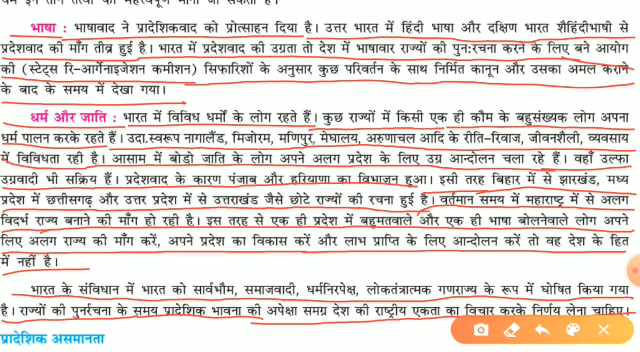 भाषा : भाषावाद ने प्रादेशिकवाद को प्रोत्साहन दिया है। उत्तर भारत में हिंदी भाषा और दक्षिण भारत शैहिंदीभाषी से
प्रदेशवाद की माँग तीव्र हुई है। भारत में प्रदेशवाद की उग्रता तो देश में भाषावार राज्यों की पुन:रचना करने के लिए बने आयोग
की (स्टेट्स रि-आर्गेनाइजेशन कमीशन) सिफारिशों के अनुसार कुछ परिवर्तन के साथ निर्मित कानून और उसका अमल कराने
के बाद के समय में देखा गया।
धर्म और जाति : भारत में विविध धर्मों के लोग रहते हैं। कुछ राज्यों में किसी एक ही कौम के बहुसंख्यक लोग अपना
धर्म पालन करके रहते हैं। उदा.स्वरूप नागालैंड, मिजोरम, मणिपुर, मेघालय, अरुणाचल आदि के रीति-रिवाज, जीवनशैली, व्यवसाय
में विविधता रही है। आसाम में बोडो जाति के लोग अपने अलग प्रदेश के लिए उग्र आन्दोलन चला रहे हैं। वहाँ उल्फा
उग्रवादी भी सक्रिय हैं। प्रदेशवाद के कारण पंजाब और हरियाणा का विभाजन हुआ। इसी तरह बिहार में से झारखंड, मध्य
प्रदेश में छत्तीसगढ़ और उत्तर प्रदेश में से उत्तराखंड जैसे छोटे राज्यों की रचना हुई है। वर्तमान समय में महाराष्ट्र में से अलग
विदर्भ राज्य बनाने की माँग हो रही है। इस तरह से एक ही प्रदेश में बहुमतवाले और एक ही भाषा बोलनेवाले लोग अपने
लिए अलग राज्य की माँग करें, अपने प्रदेश का विकास करें और लाभ प्राप्ति के लिए आन्दोलन करें तो वह देश के हित
में नहीं है।
भारत के संविधान में भारत को सार्वभौम, समाजवादी, धर्मनिरपेक्ष, लोकतंत्रात्मक गणराज्य के रूप में घोषित किया गया
है। राज्यों की पुनर्रचना के समय प्रादेशिक भावना की अपेक्षा समग्र देश की राष्ट्रीय एकता का विचार करके निर्णय लेना चाहिए।
प्रादेशिक असमानता